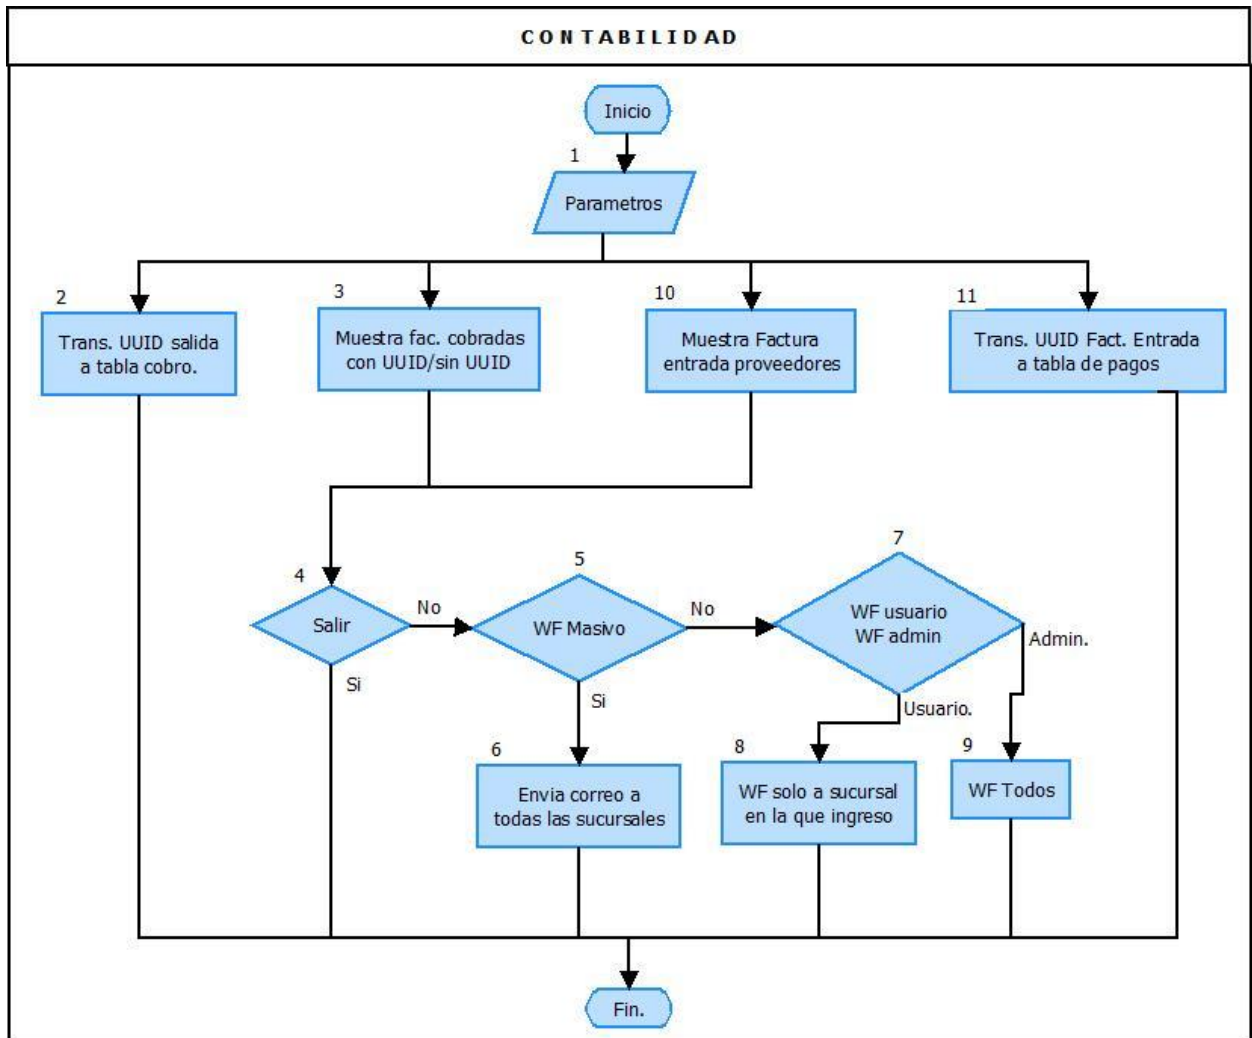 CONTABILIDAD
Inicio
1
Parametros
2
Trans. UUID salida
a tabla cobro.
3
Muestra fac. cobradas
con UUID/sin UUID
10
Muestra Factura
entrada proveedores
11
Trans. UUID Fact. Entrada
a tabla de pagos
4
Salir
No
Si
5
WF Masivo
No
Si
7
WF usuario
WF admin
Admin.
Usuario.
6
Envia correo a
todas las sucursales
8
WF solo a sucursal
en la que ingreso
9
WF Todos
Fin.